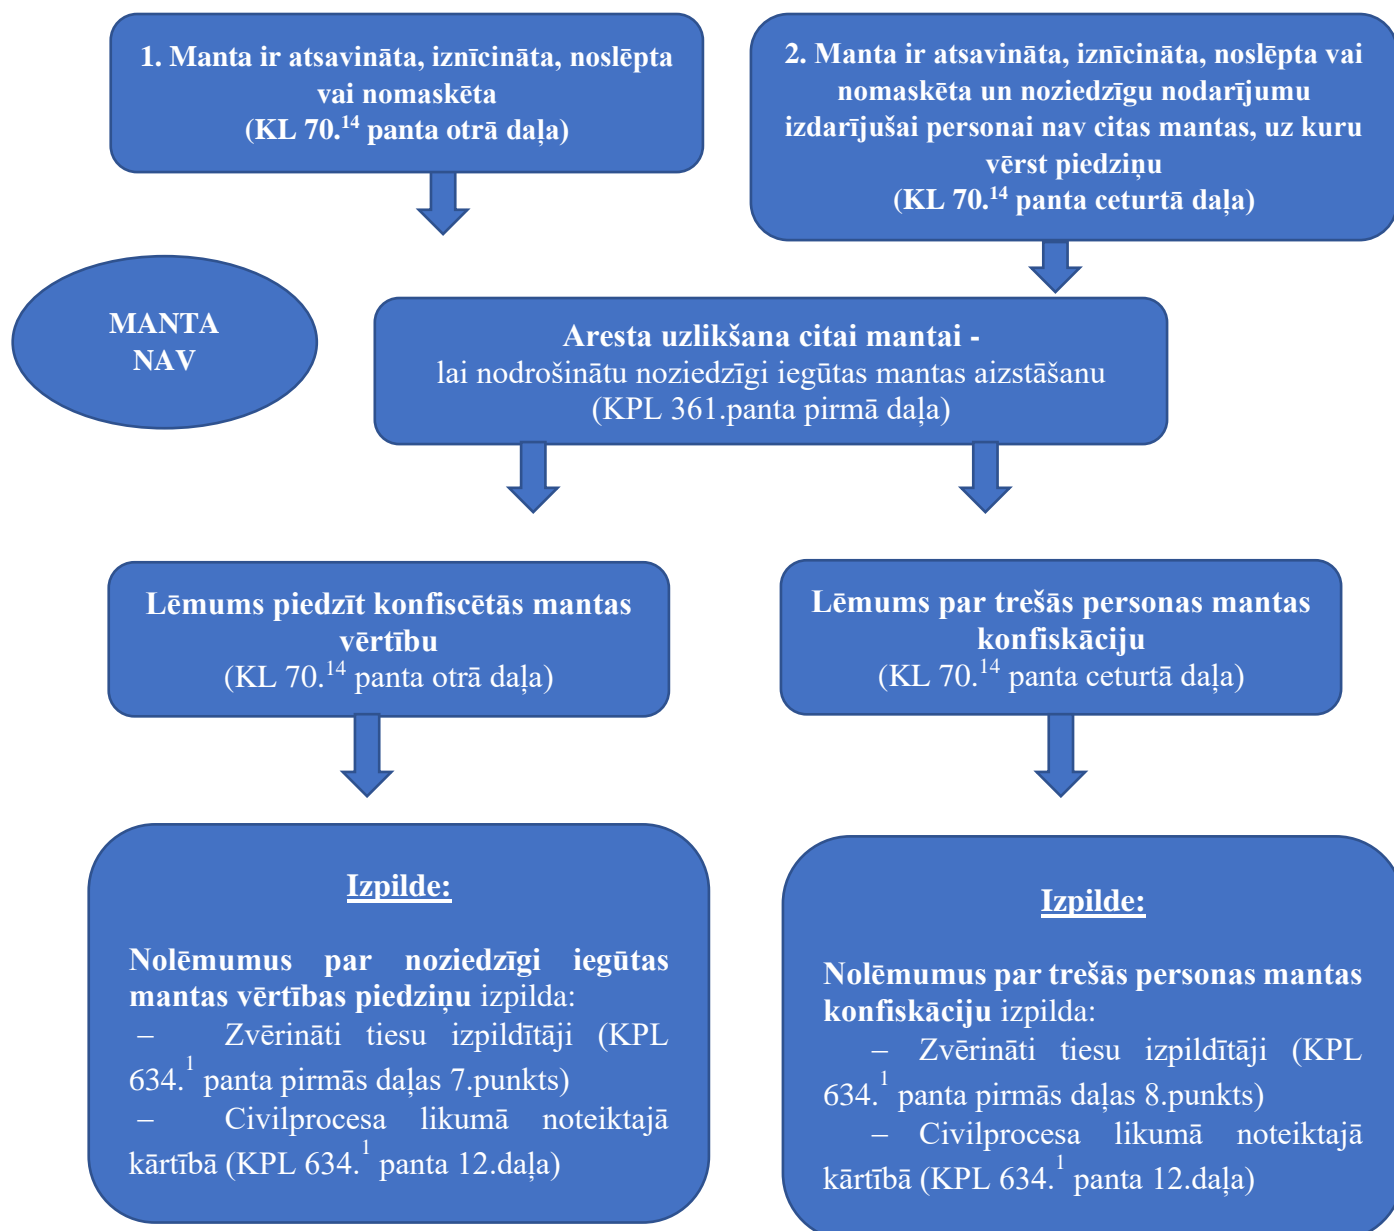 1. Manta ir atsavināta, iznīcināta, noslēpta
vai nomaskēta
(KL 70.¹⁴ panta otrā daļa)
2. Manta ir atsavināta, iznīcināta, noslēpta vai
nomaskēta un noziedzīgu nodarījumu
izdarījušai personai nav citas mantas, uz kuru
vērst piedziņu
(KL 70.¹⁴ panta ceturtā daļa)
MANTA
NAV
Aresta uzlikšana citai mantai -
lai nodrošinātu noziedzīgi iegūtas mantas aizstāšanu
(KPL 361.panta pirmā daļa)
Lēmums piedzīt konfiscētās mantas
vērtību
(KL 70.¹⁴ panta otrā daļa)
Lēmums par trešās personas mantas
konfiskāciju
(KL 70.¹⁴ panta ceturtā daļa)
Izpilde:
Nolēmumus par noziedzīgi iegūtas
mantas vērtības piedziņu izpilda:
– Zvērināti tiesu izpildītāji (KPL
634.¹ panta pirmās daļas 7.punkts)
– Civilprocesa likumā noteiktajā
kārtībā (KPL 634.¹ panta 12.daļa)
Izpilde:
Nolēmumus par trešās personas mantas
konfiskāciju izpilda:
– Zvērināti tiesu izpildītāji (KPL
634.¹ panta pirmās daļas 8.punkts)
– Civilprocesa likumā noteiktajā
kārtībā (KPL 634.¹ panta 12.daļa)